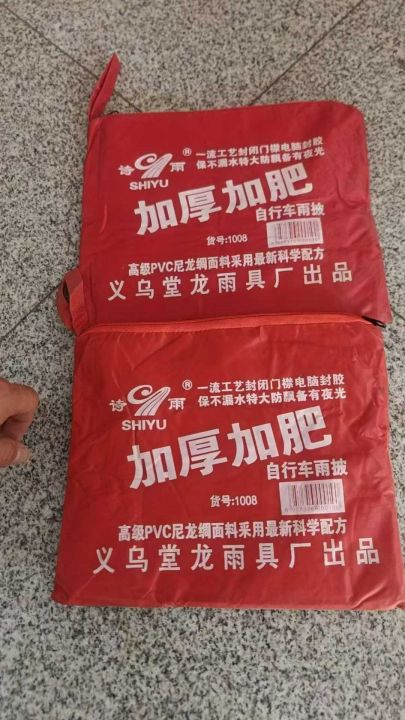 一流工艺封闭门襟电脑封胶
保不漏水特大防飘备有夜光
诗雨®
SHIYU
加厚加肥
自行车雨披
货号:1008
高级PVC尼龙绸面料采用最新科学配方
义乌堂龙雨具厂出品
一流工艺封闭门襟电脑封胶
保不漏水特大防飘备有夜光
诗雨®
SHIYU
加厚加肥
自行车雨披
货号:1008
高级PVC尼龙绸面料采用最新科学配方
义乌堂龙雨具厂出品